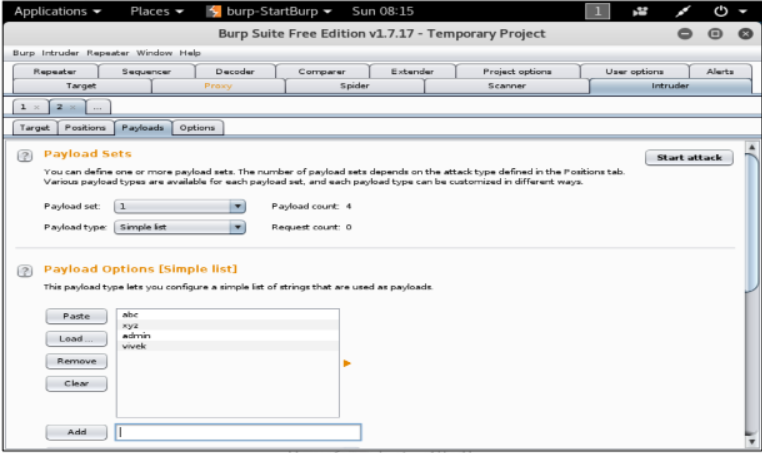 Applications Places burp-StartBurp Sun 08:15 1
Burp Suite Free Edition v1.7.17 - Temporary Project
Burp Intruder Repeater Window Help
Repeater Sequencer Decoder Comparer Extender Project options User options Alerts
Target Proxy Spider Scanner Intruder
1 × 2 × ...
Target Positions Payloads Options
? Payload Sets
Start attack
You can define one or more payload sets. The number of payload sets depends on the attack type defined in the Positions tab.
Various payload types are available for each payload set, and each payload type can be customized in different ways.
Payload set: 1 Payload count: 4
Payload type: Simple list Request count: 0
? Payload Options [Simple list]
This payload type lets you configure a simple list of strings that are used as payloads.
Paste
Load ...
Remove
Clear
abc
xyz
admin
vivek
Add